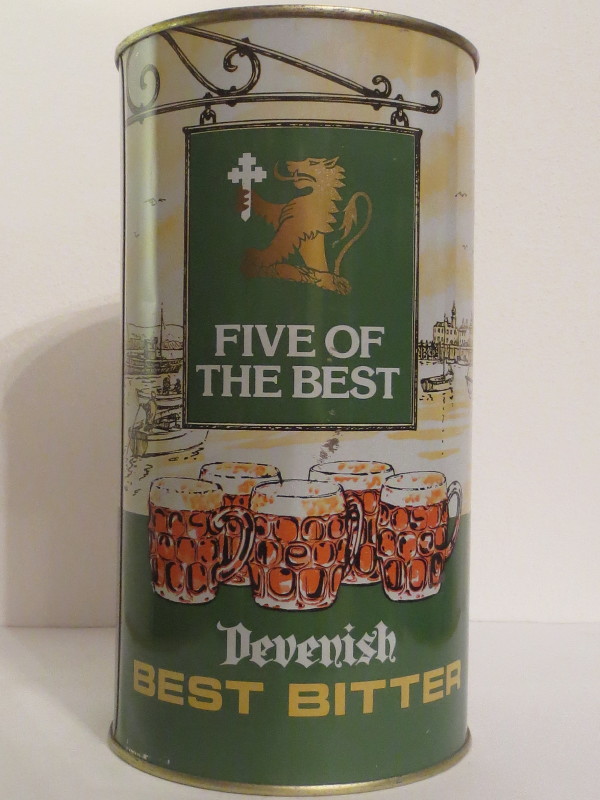 FIVE OF
THE BEST
Devenish
BEST BITTER